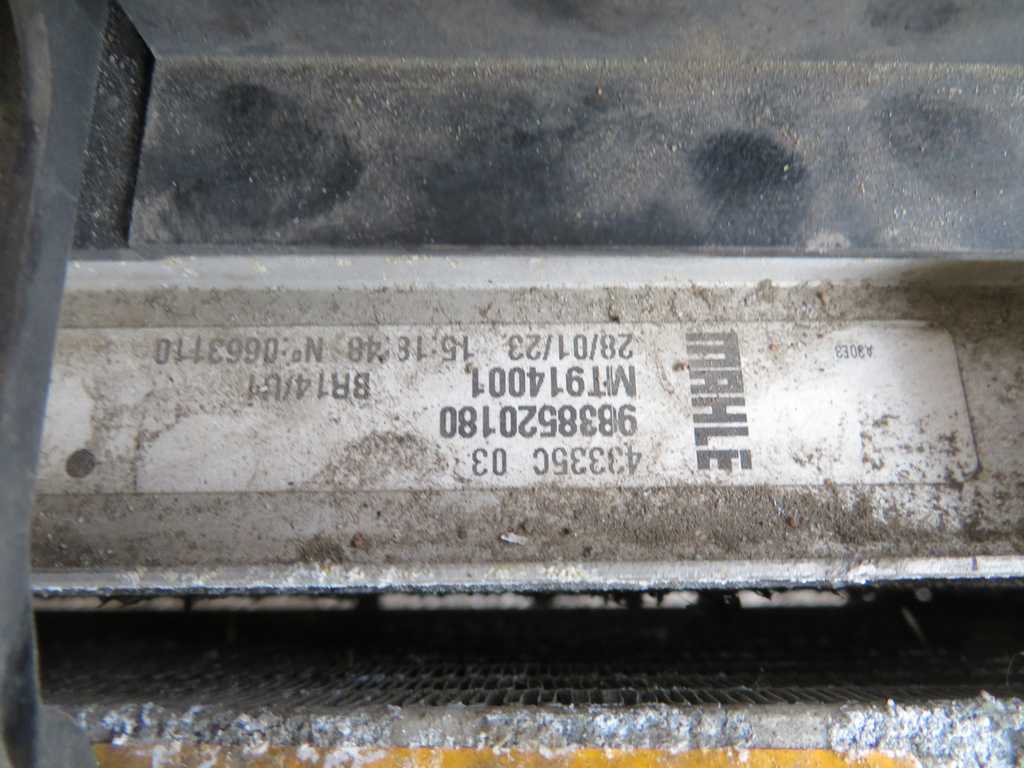 MAHLE
43335C 03
9838520180
MT914001 BR14/U1
28/01/23 15:18:48 N°:0663110
A30E3